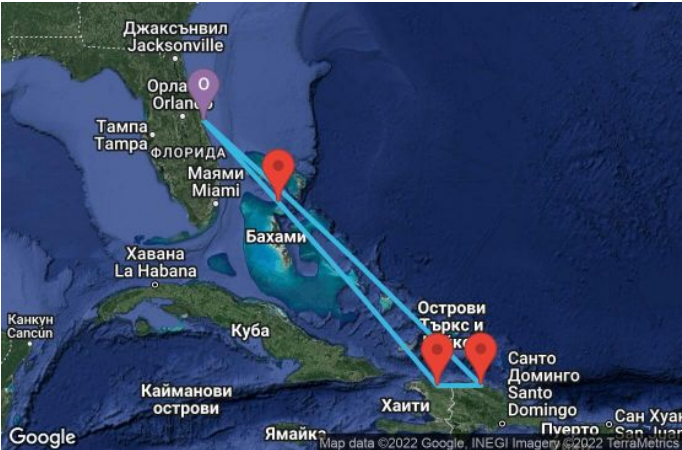 Джаксънвил
Jacksonville
Орла
Orlando
O
Тампа
Tampa
ФЛОРИДА
Маями
Miami
Бахами
Хавана
La Habana
Канкун
Cancún
Куба
Острови
Търкс и
Кайманови
острови
Хаити
Санто
Доминго
Santo
Domingo
Ямайка
Пуерто
Сан Хуан
San Juan
Google
Map data ©2022 Google, INEGI Imagery ©2022 TerraMetrics